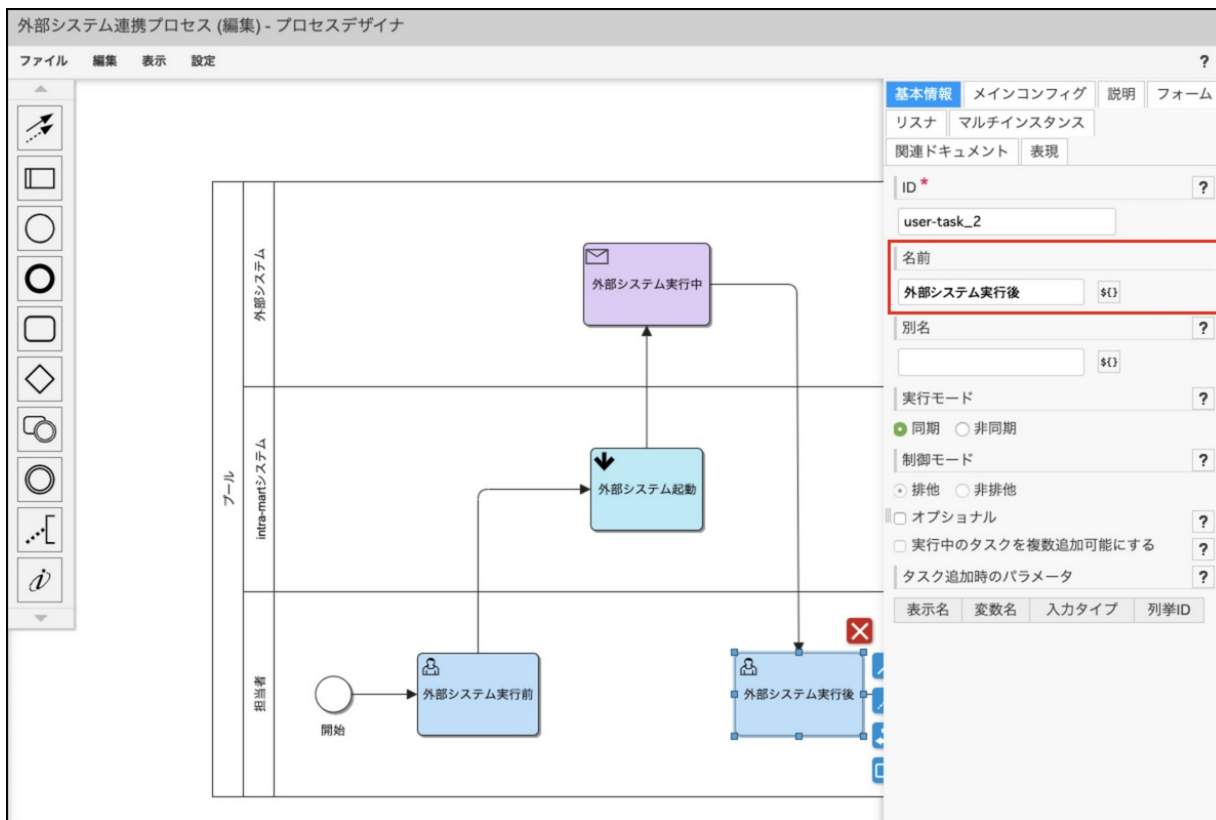 外部システム連携プロセス (編集) - プロセスデザイナ
ファイル 編集 表示 設定 ?
基本情報 メインコンフィグ 説明 フォーム
リスナ マルチインスタンス
関連ドキュメント 表現
ID * ?
user-task_2
名前
外部システム実行後 ${}
別名 ?
${}
実行モード ?
同期 非同期
制御モード ?
排他 非排他
オプショナル ?
実行中のタスクを複数追加可能にする ?
タスク追加時のパラメータ ?
表示名 変数名 入力タイプ 列挙ID
プール
外部システム
外部システム実行中
intra-martシステム
外部システム起動
担当者
開始
外部システム実行前
外部システム実行後